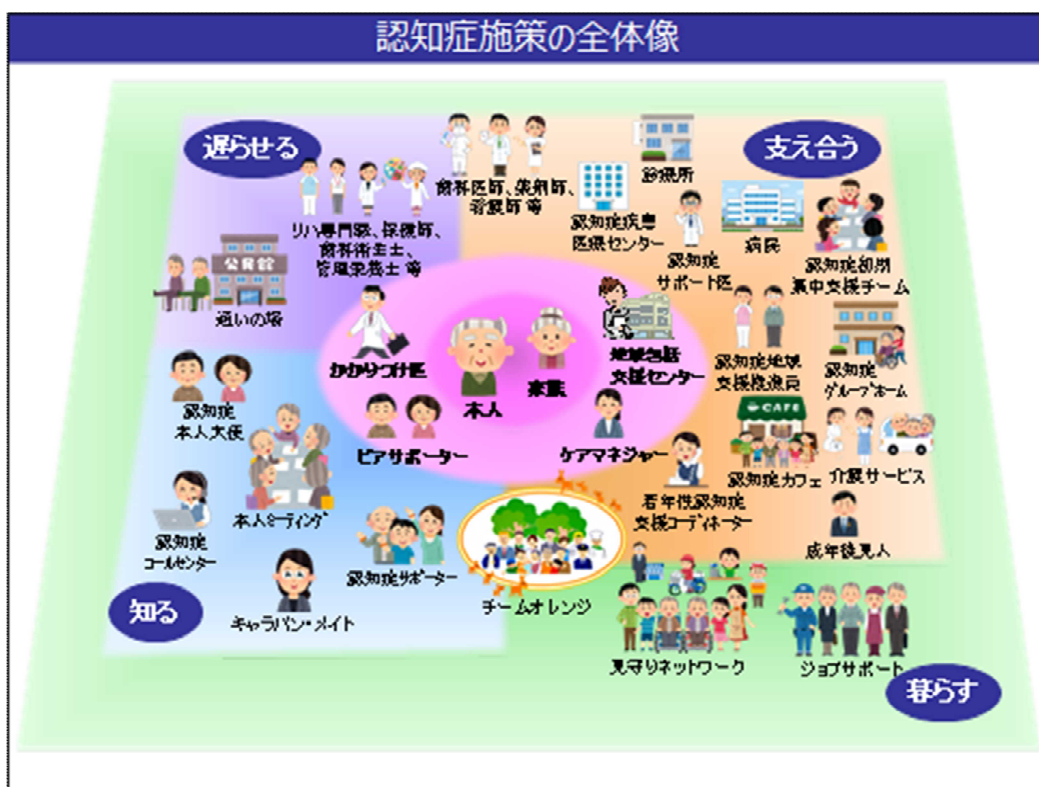 認知症施策の全体像
遅らせる
支え合う
歯科医師、薬剤師、
看護師 等
診療所
リハ専門職、保健師、
歯科衛生士、
管理栄養士 等
認知症疾患
医療センター
認知症
サポート医
病院
認知症初期
集中支援チーム
公民館
通いの場
かかりつけ医
本人
家族
地域包括
支援センター
認知症地域
支援推進員
認知症
グループホーム
認知症
本人大使
ピアサポーター
ケアマネジャー
CAFE
認知症カフェ
介護サービス
本人ミーティング
若年性認知症
支援コーディネーター
成年後見人
認知症
コールセンター
認知症サポーター
チームオレンジ
キャラバン・メイト
知る
見守りネットワーク
ジョブサポート
暮らす